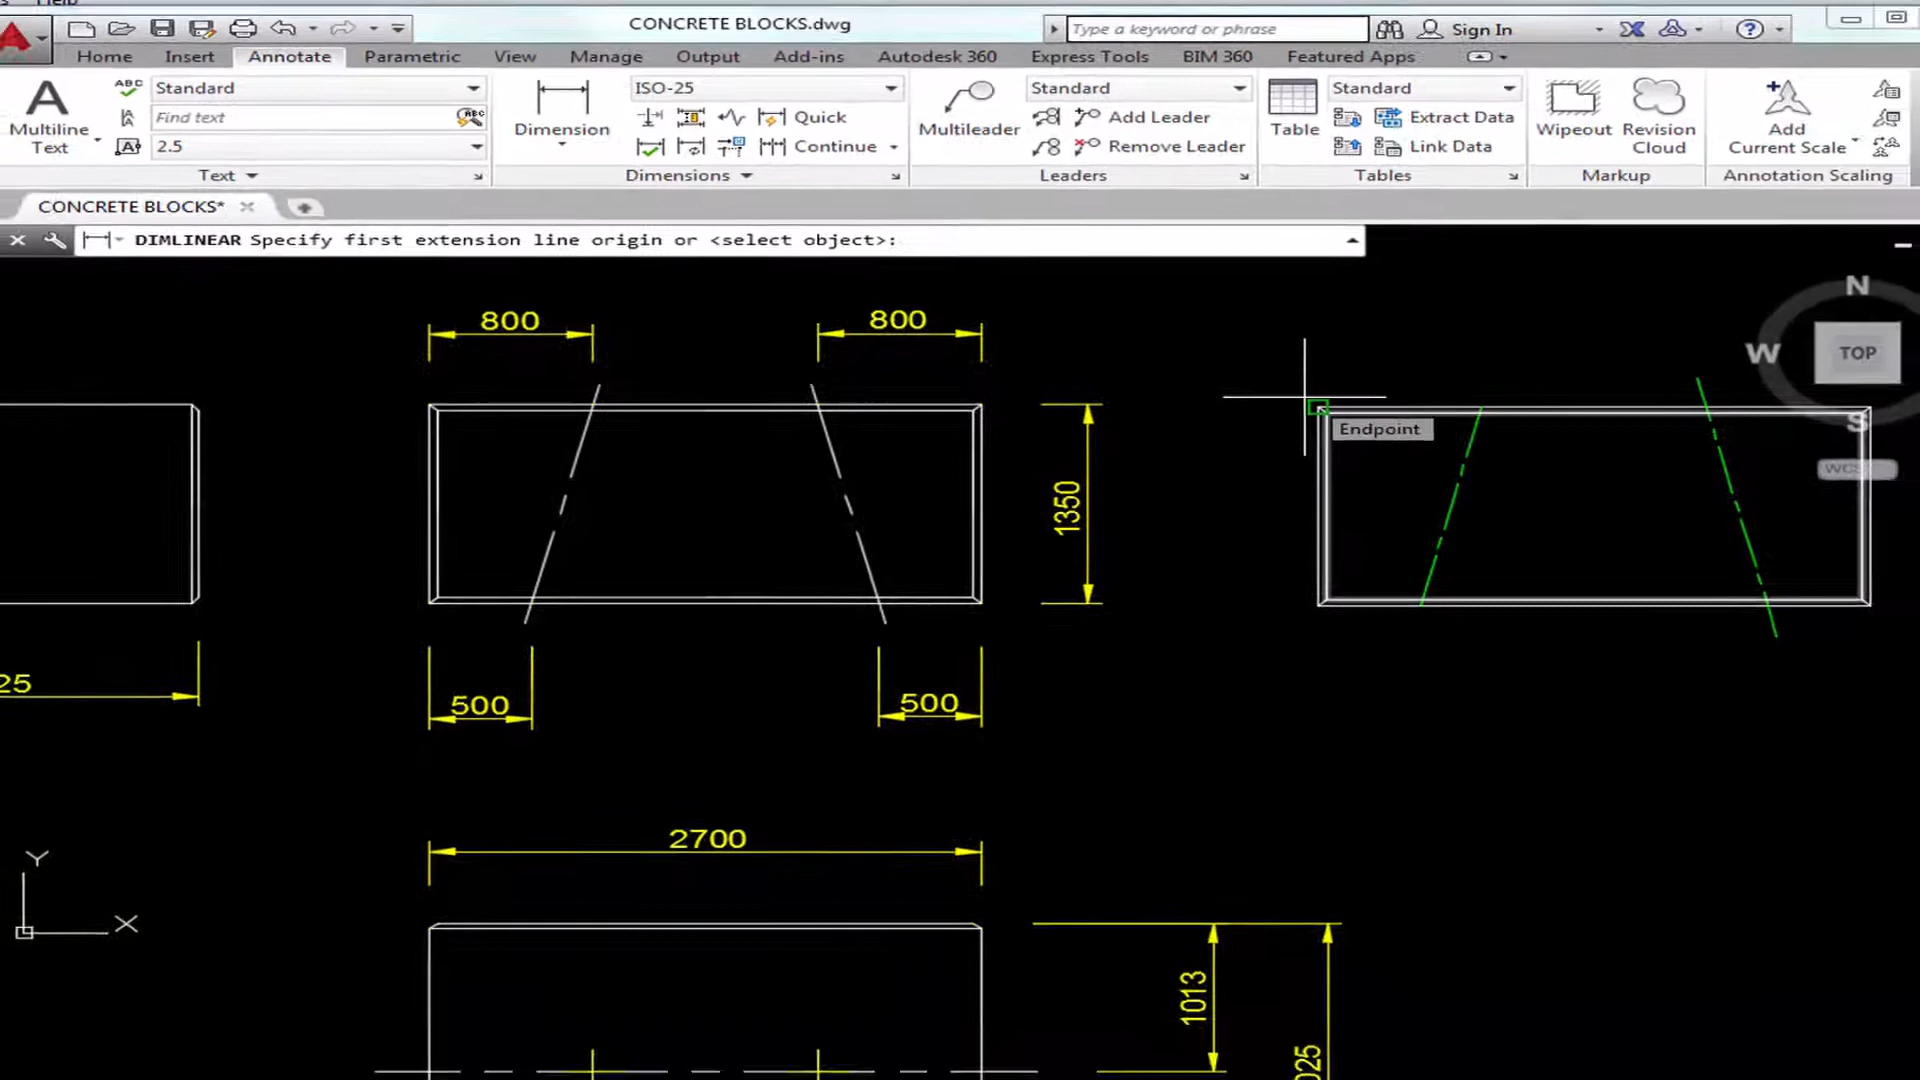 Help
CONCRETE BLOCKS.dwg
Type a keyword or phrase
Sign In
Home Insert Annotate Parametric View Manage Output Add-ins Autodesk 360 Express Tools BIM 360 Featured Apps
Multiline Text
ABC
Standard
Find text
ABC
2.5
Text
Dimension
ISO-25
Quick
Continue
Dimensions
Multileader
Standard
Add Leader
Remove Leader
Leaders
Table
Standard
Extract Data
Link Data
Tables
Wipeout
Revision Cloud
Markup
Add Current Scale
Annotation Scaling
CONCRETE BLOCKS*
DIMLINEAR Specify first extension line origin or <select object>:
N
W
TOP
S
WCS
800
800
Endpoint
1350
25
500
500
2700
Y
X
1013
025